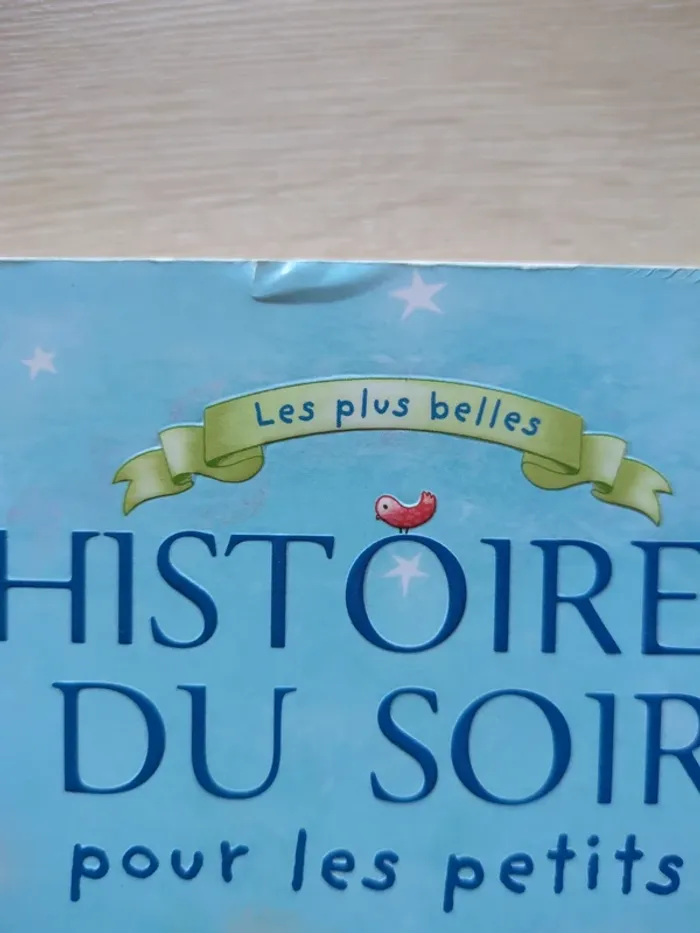 Les plus belles
HISTOIRE
DU SOIR
pour les petits